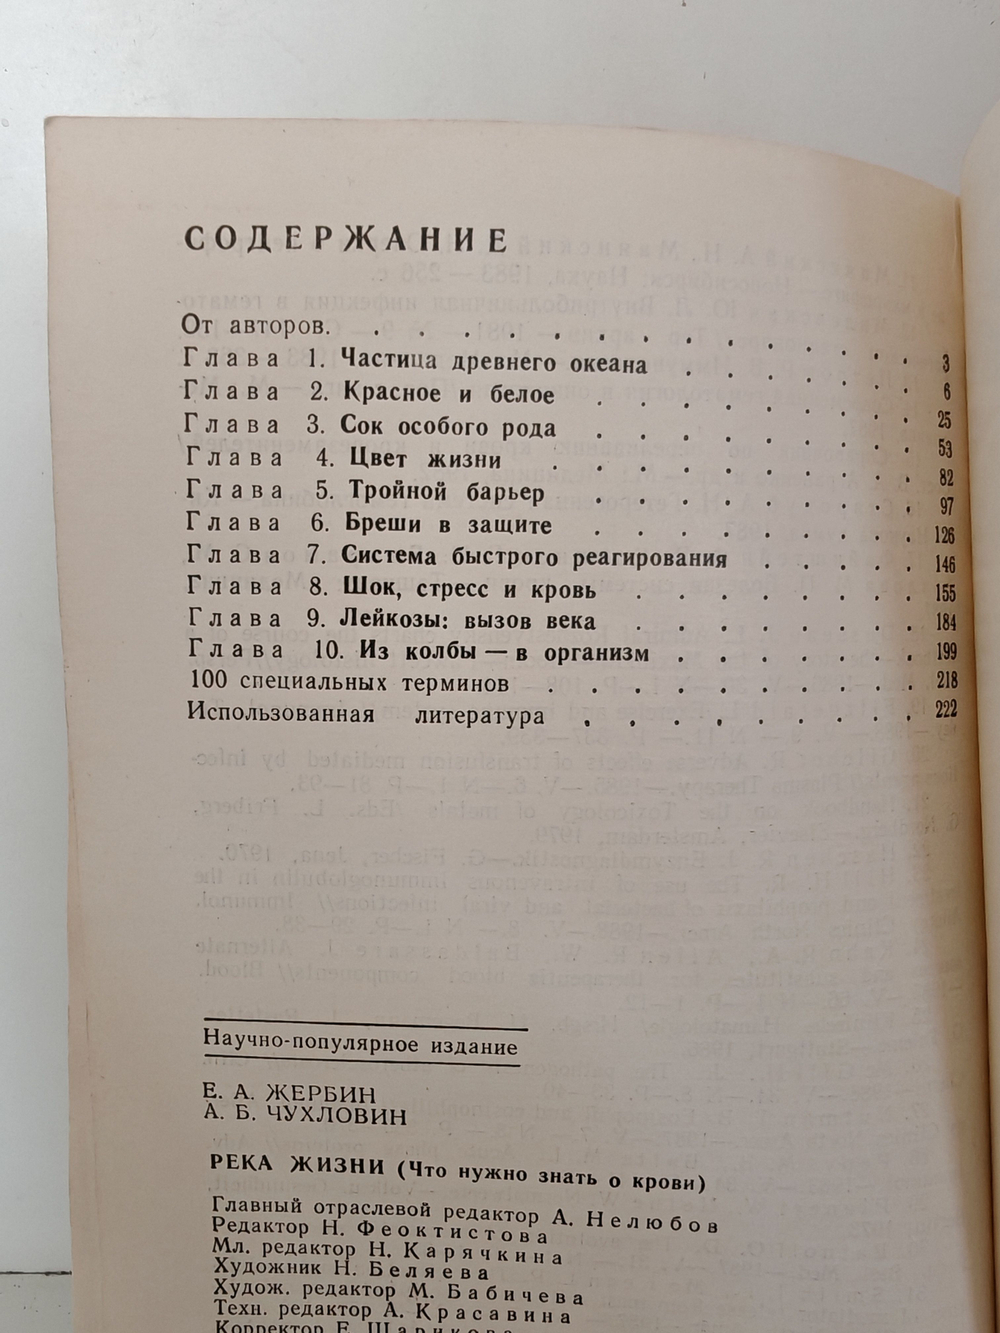 СОДЕРЖАНИЕ
От авторов. . . . . . . . . . . . 3
Глава 1. Частица древнего океана . . . . . . 6
Глава 2. Красное и белое . . . . . . . . 25
Глава 3. Сок особого рода . . . . . . . . 53
Глава 4. Цвет жизни . . . . . . . . . 82
Глава 5. Тройной барьер . . . . . . . . 97
Глава 6. Бреши в защите . . . . . . . . 126
Глава 7. Система быстрого реагирования . . . . . 146
Глава 8. Шок, стресс и кровь . . . . . . . 155
Глава 9. Лейкозы: вызов века . . . . . . . 184
Глава 10. Из колбы — в организм . . . . . . 199
100 специальных терминов . . . . . . . . . 218
Использованная литература . . . . . . . . 222
Научно-популярное издание
Е. А. ЖЕРБИН
А. Б. ЧУХЛОВИН
РЕКА ЖИЗНИ (Что нужно знать о крови)
Главный отраслевой редактор А. Нелюбов
Редактор Н. Феоктистова
Мл. редактор Н. Карячкина
Художник Н. Беляева
Худож. редактор М. Бабичева
Техн. редактор А. Красавина
Корректор Е. Шарикова